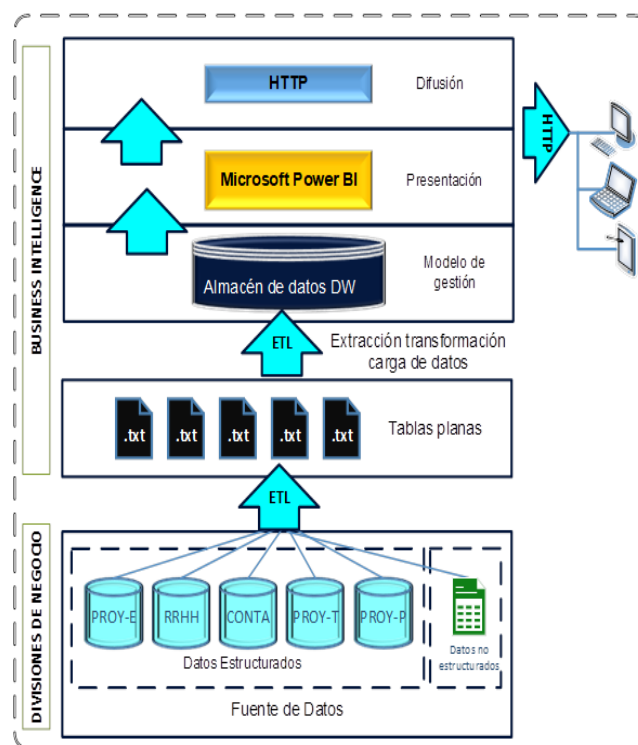 BUSINESS INTELLIGENCE
HTTP
Difusión
HTTP
Microsoft Power BI
Presentación
Almacén de datos DW
Modelo de
gestión
ETL
Extracción transformación
carga de datos
.txt
.txt
.txt
.txt
.txt
Tablas planas
ETL
DIVISIONES DE NEGOCIO
PROY-E
RRHH
CONTA
PROY-T
PROY-P
Datos Estructurados
Datos no
estructurados
Fuente de Datos